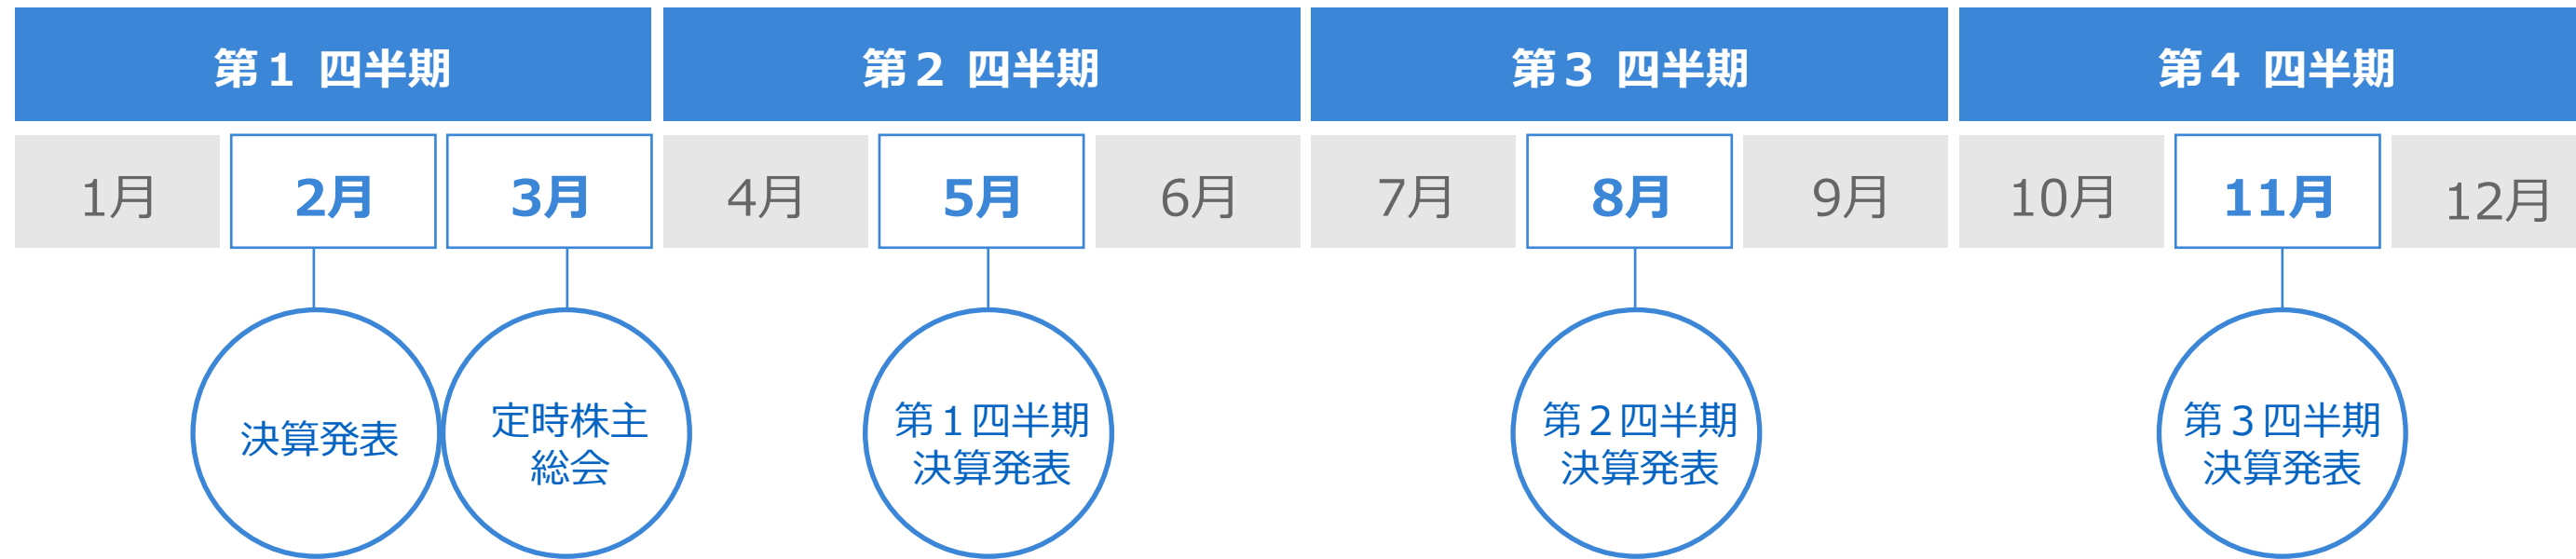 第１ 四半期
第２ 四半期
第３ 四半期
第４ 四半期
1月
2月
3月
4月
5月
6月
7月
8月
9月
10月
11月
12月
決算発表
定時株主
総会
第１四半期
決算発表
第２四半期
決算発表
第３四半期
決算発表